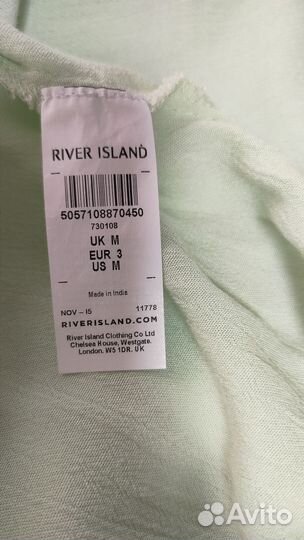 RIVER ISLAND
5057108870450
730108
UK M
EUR 3
US M
Made in India
NOV – 15 11778
RIVERISLAND.COM
River Island Clothing Co Ltd
Chelsea House, Westgate.
London. W5 1DR. UK
Avito